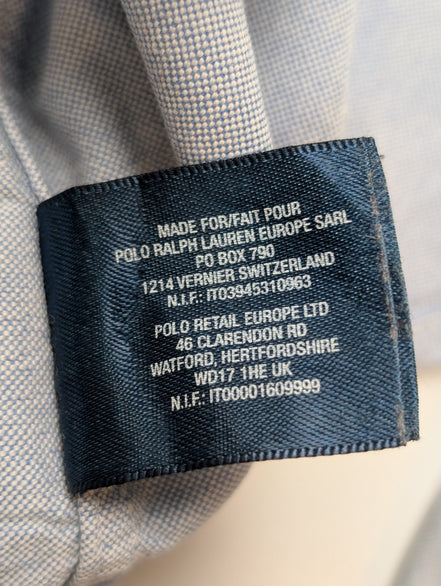 MADE FOR/FAIT POUR
POLO RALPH LAUREN EUROPE SARL
PO BOX 790
1214 VERNIER SWITZERLAND
N.I.F.: IT03945310963
POLO RETAIL EUROPE LTD
46 CLARENDON RD
WATFORD, HERTFORDSHIRE
WD17 1HE UK
N.I.F.: IT00001609999